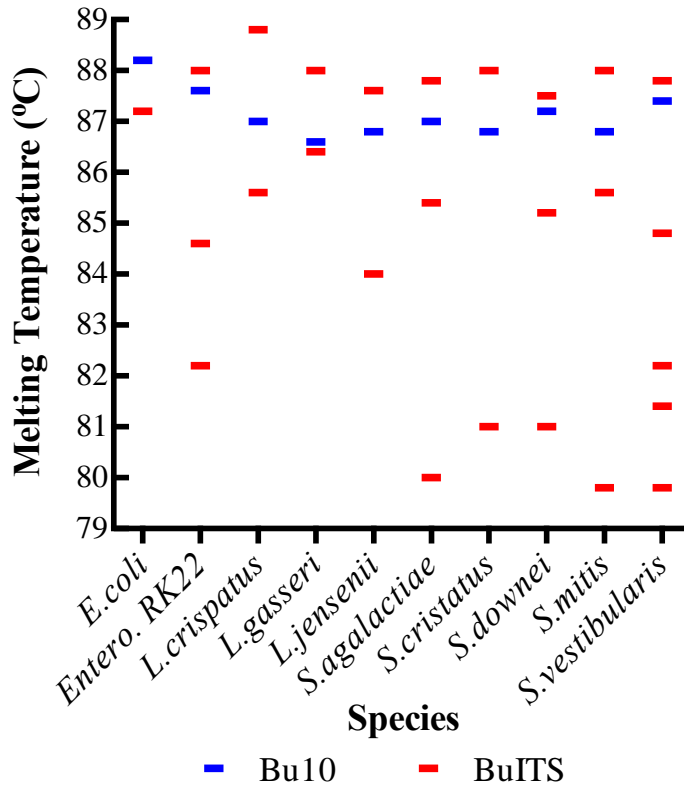 Melting Temperature (ºC)
89
88
87
86
85
84
83
82
81
80
79
E.coli
Entero. RK22
L.crispatus
L.gasseri
L.jensenii
S.agalactiae
S.cristatus
S.downei
S.mitis
S.vestibularis
Species
Bu10
BuITS